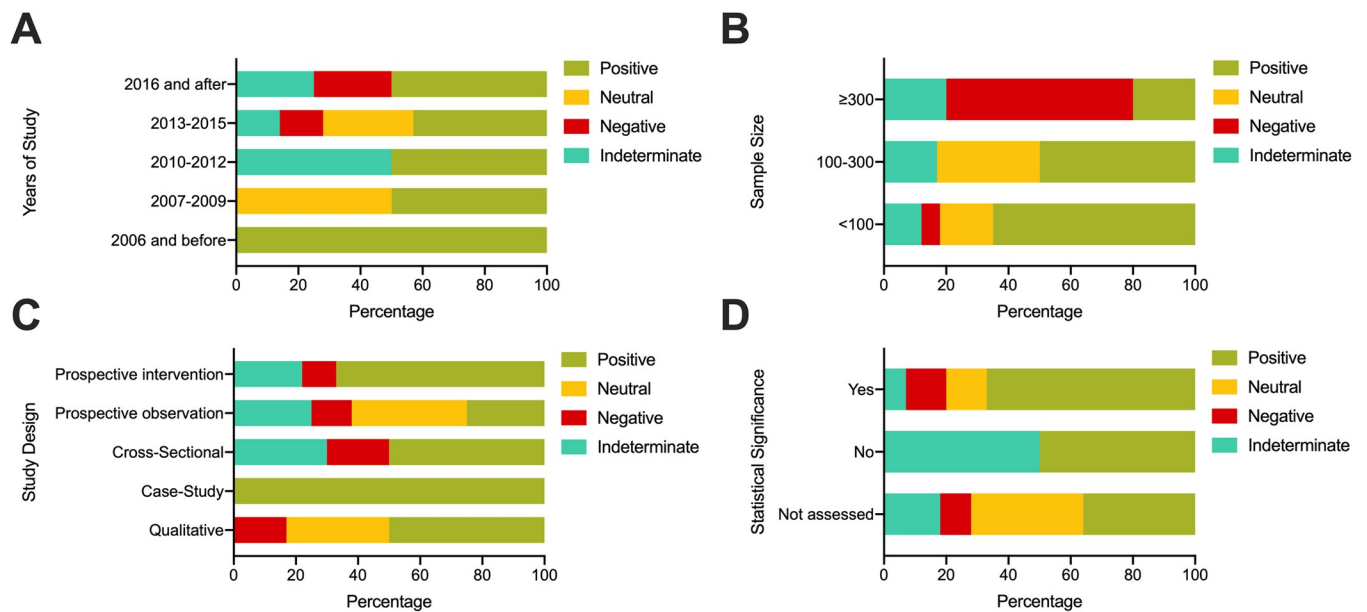 A
Years of Study
2016 and after
2013-2015
2010-2012
2007-2009
2006 and before
0 20 40 60 80 100
Percentage
Positive
Neutral
Negative
Indeterminate
B
Sample Size
≥300
100-300
<100
0 20 40 60 80 100
Percentage
Positive
Neutral
Negative
Indeterminate
C
Study Design
Prospective intervention
Prospective observation
Cross-Sectional
Case-Study
Qualitative
0 20 40 60 80 100
Percentage
Positive
Neutral
Negative
Indeterminate
D
Statistical Significance
Yes
No
Not assessed
0 20 40 60 80 100
Percentage
Positive
Neutral
Negative
Indeterminate